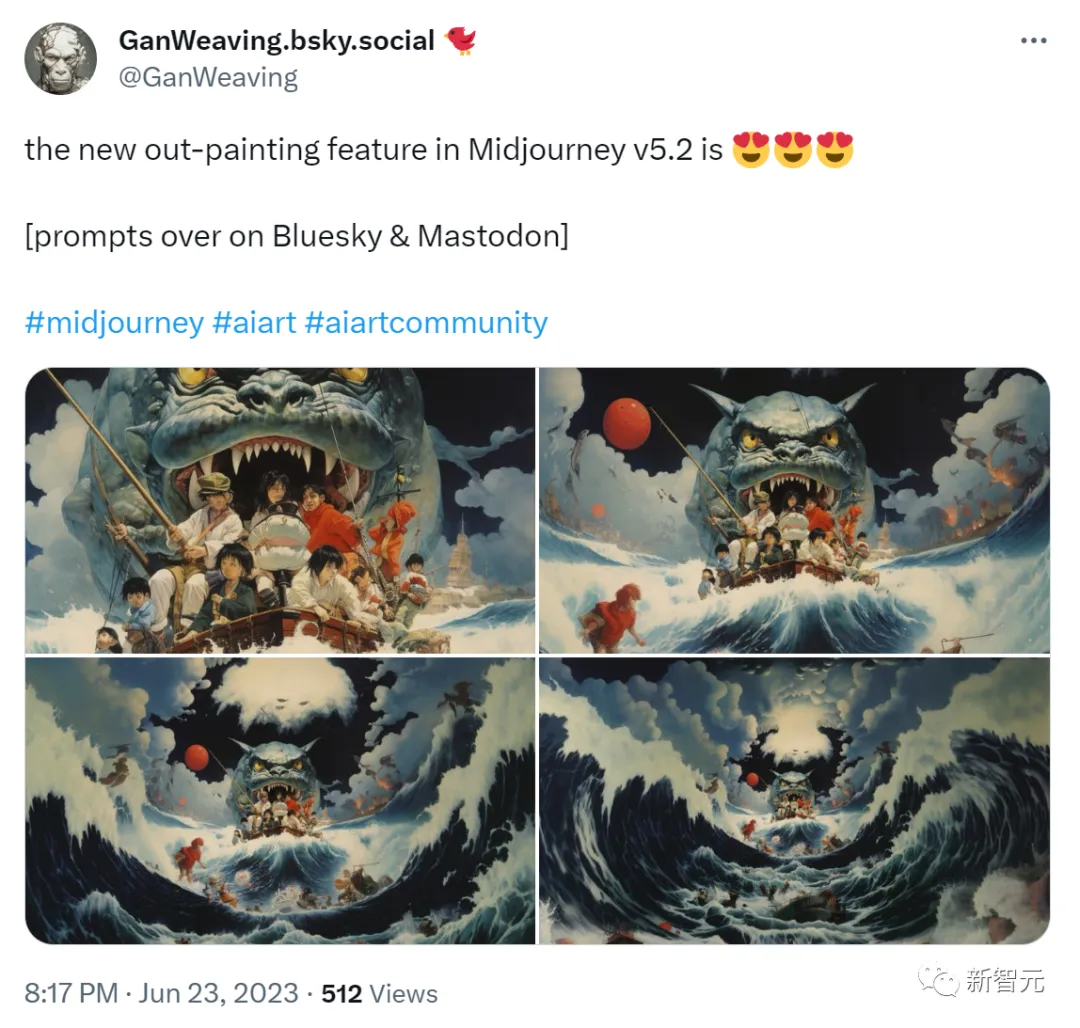 GanWeaving.bsky.social 🐦
@GanWeaving
the new out-painting feature in Midjourney v5.2 is 😍😍😍
[prompts over on Bluesky & Mastodon]
#midjourney #aiart #aiartcommunity
8:17 PM · Jun 23, 2023 · 512 Views
新智元